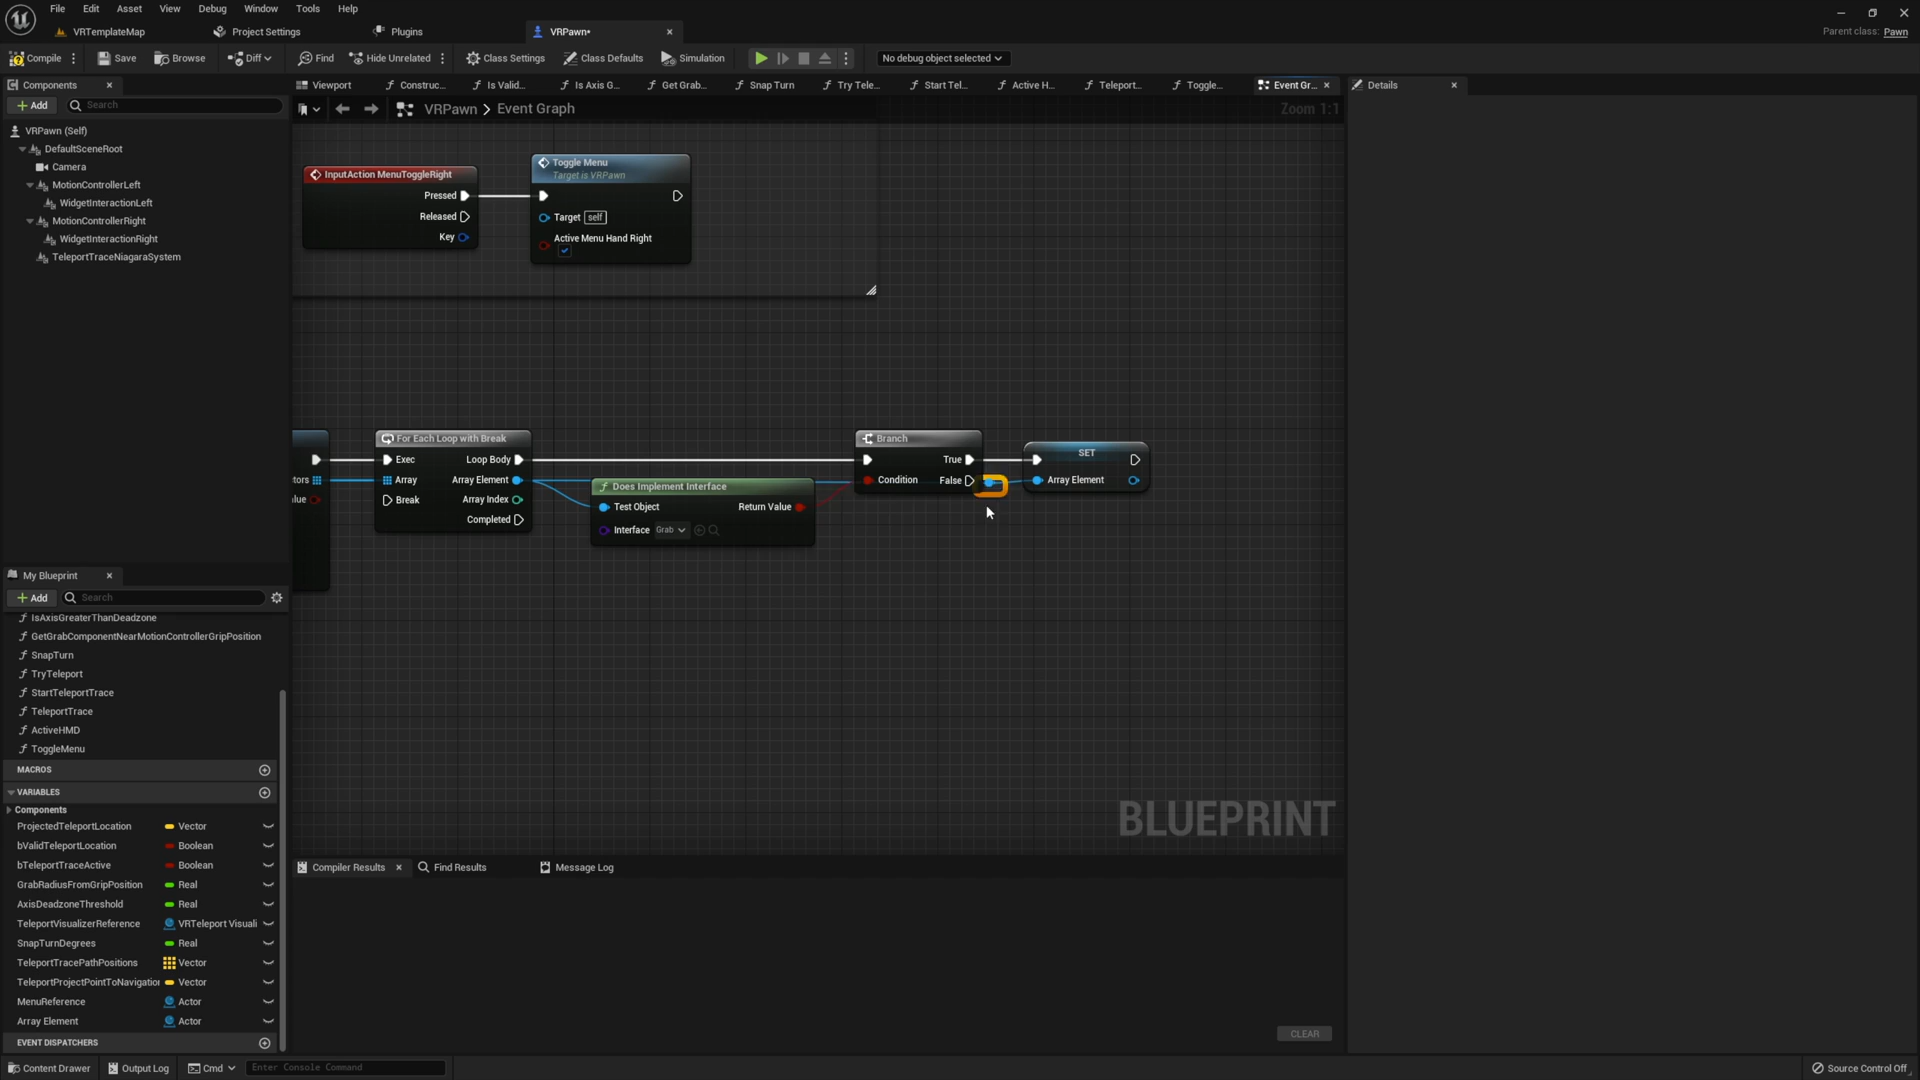 File Edit Asset View Debug Window Tools Help
VRTemplateMap Project Settings Plugins VRPawn*
Parent class: Pawn
Compile Save Browse Diff Find Hide Unrelated Class Settings Class Defaults Simulation No debug object selected
Components
Viewport Construc... Is Valid... Is Axis G... Get Grab... Snap Turn Try Tele... Start Tel... Active H... Teleport... Toggle... Event Gr...
Details
Add Search
VRPawn > Event Graph
Zoom 1:1
VRPawn (Self)
DefaultSceneRoot
Camera
MotionControllerLeft
WidgetInteractionLeft
MotionControllerRight
WidgetInteractionRight
TeleportTraceNiagaraSystem
InputAction MenuToggleRight
Pressed
Released
Key
Toggle Menu
Target is VRPawn
Target self
Active Menu Hand Right
For Each Loop with Break
Exec Loop Body
Array Array Element
Break Array Index
Completed
tors
alue
Does Implement Interface
Test Object Return Value
Interface Grab
Branch
True
Condition False
SET
Array Element
My Blueprint
Add Search
IsAxisGreaterThanDeadzone
GetGrabComponentNearMotionControllerGripPosition
SnapTurn
TryTeleport
StartTeleportTrace
TeleportTrace
ActiveHMD
ToggleMenu
MACROS
VARIABLES
Components
ProjectedTeleportLocation Vector
bValidTeleportLocation Boolean
bTeleportTraceActive Boolean
GrabRadiusFromGripPosition Real
AxisDeadzoneThreshold Real
TeleportVisualizerReference VRTeleport Visuali
SnapTurnDegrees Real
TeleportTracePathPositions Vector
TeleportProjectPointToNavigation Vector
MenuReference Actor
Array Element Actor
EVENT DISPATCHERS
BLUEPRINT
Compiler Results Find Results Message Log
CLEAR
Content Drawer Output Log Cmd Enter Console Command
Source Control Off